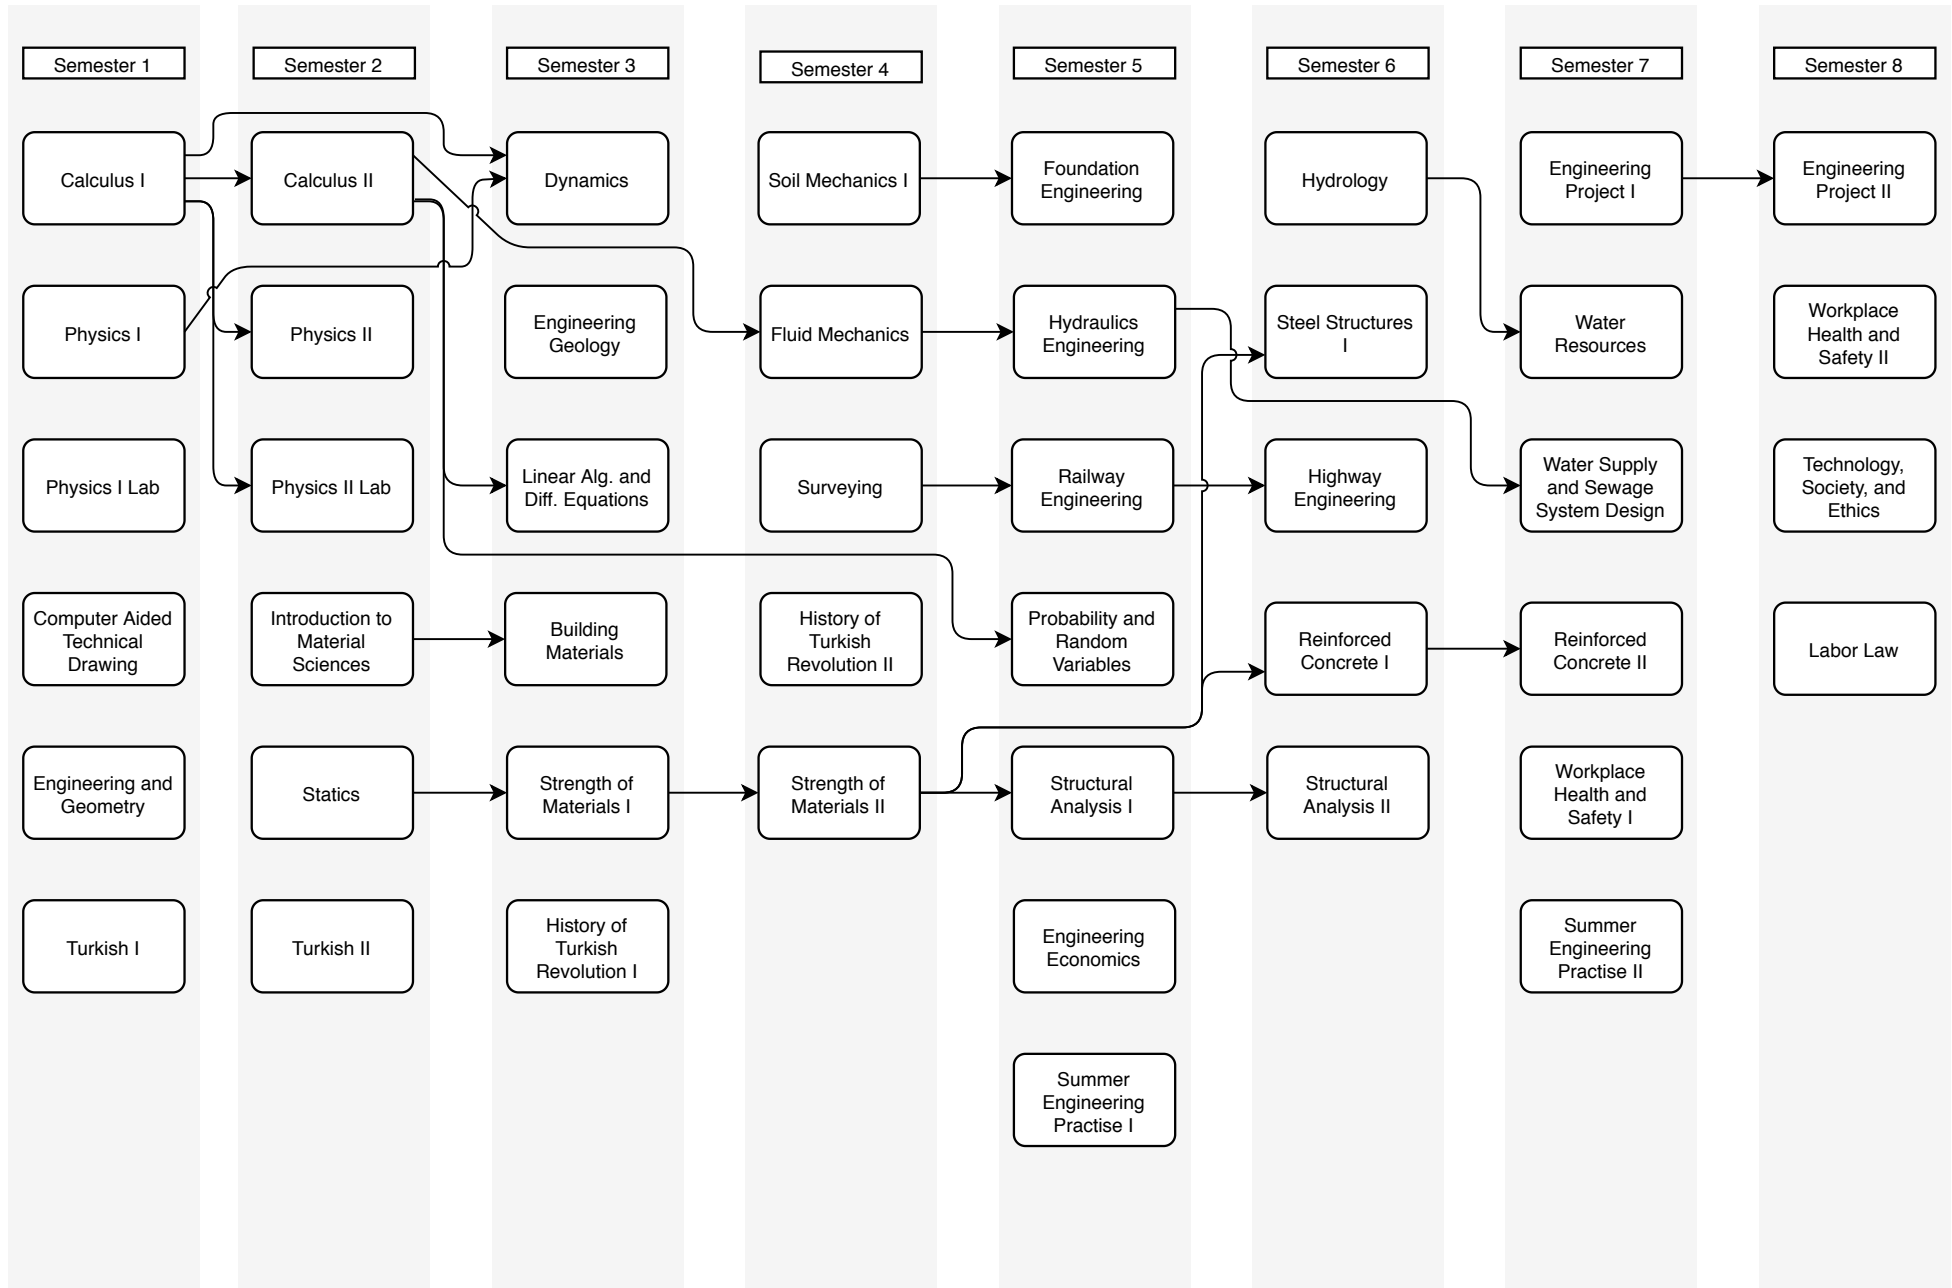 Semester 1
Semester 2
Semester 3
Semester 4
Semester 5
Semester 6
Semester 7
Semester 8
Calculus I
Calculus II
Dynamics
Soil Mechanics I
Foundation
Engineering
Hydrology
Engineering
Project I
Engineering
Project II
Physics I
Physics II
Engineering
Geology
Fluid Mechanics
Hydraulics
Engineering
Steel Structures
I
Water
Resources
Workplace
Health and
Safety II
Physics I Lab
Physics II Lab
Linear Alg. and
Diff. Equations
Surveying
Railway
Engineering
Highway
Engineering
Water Supply
and Sewage
System Design
Technology,
Society, and
Ethics
Computer Aided
Technical
Drawing
Introduction to
Material
Sciences
Building
Materials
History of
Turkish
Revolution II
Probability and
Random
Variables
Reinforced
Concrete I
Reinforced
Concrete II
Labor Law
Engineering and
Geometry
Statics
Strength of
Materials I
Strength of
Materials II
Structural
Analysis I
Structural
Analysis II
Workplace
Health and
Safety I
Turkish I
Turkish II
History of
Turkish
Revolution I
Engineering
Economics
Summer
Engineering
Practise II
Summer
Engineering
Practise I